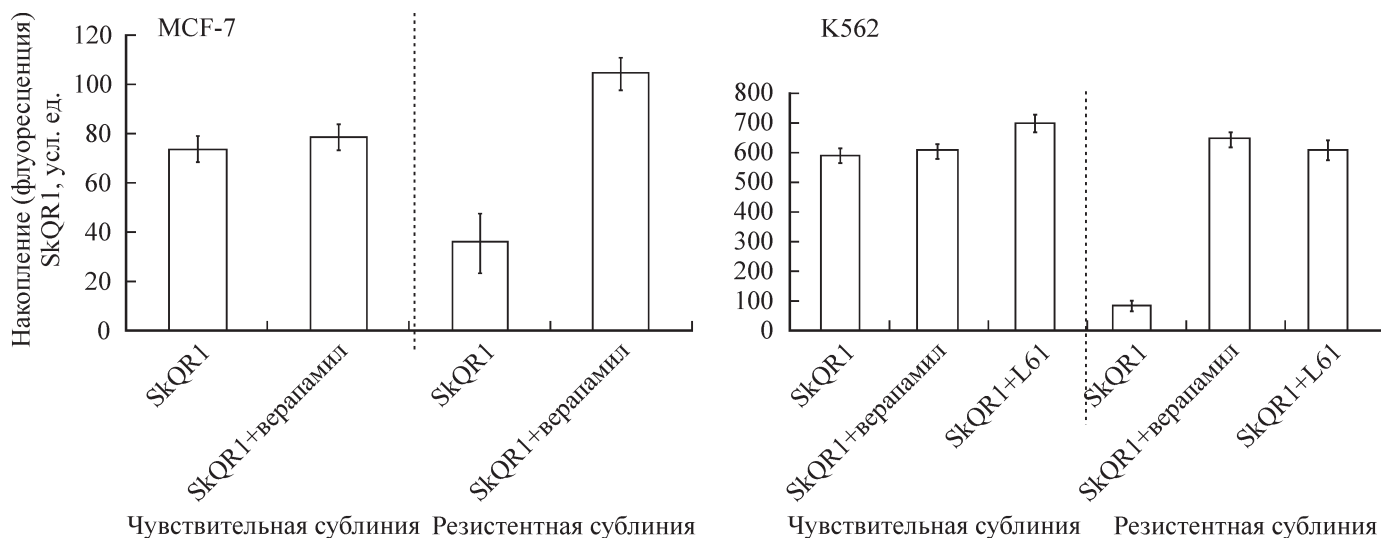 MCF-7
Накопление (флуоресценция)
SkQR1, усл. ед.
120
100
80
60
40
20
0
SkQR1
SkQR1+верапамил
SkQR1
SkQR1+верапамил
Чувствительная сублиния
Резистентная сублиния
K562
800
700
600
500
400
300
200
100
0
SkQR1
SkQR1+верапамил
SkQR1+L61
SkQR1
SkQR1+верапамил
SkQR1+L61
Чувствительная сублиния
Резистентная сублиния